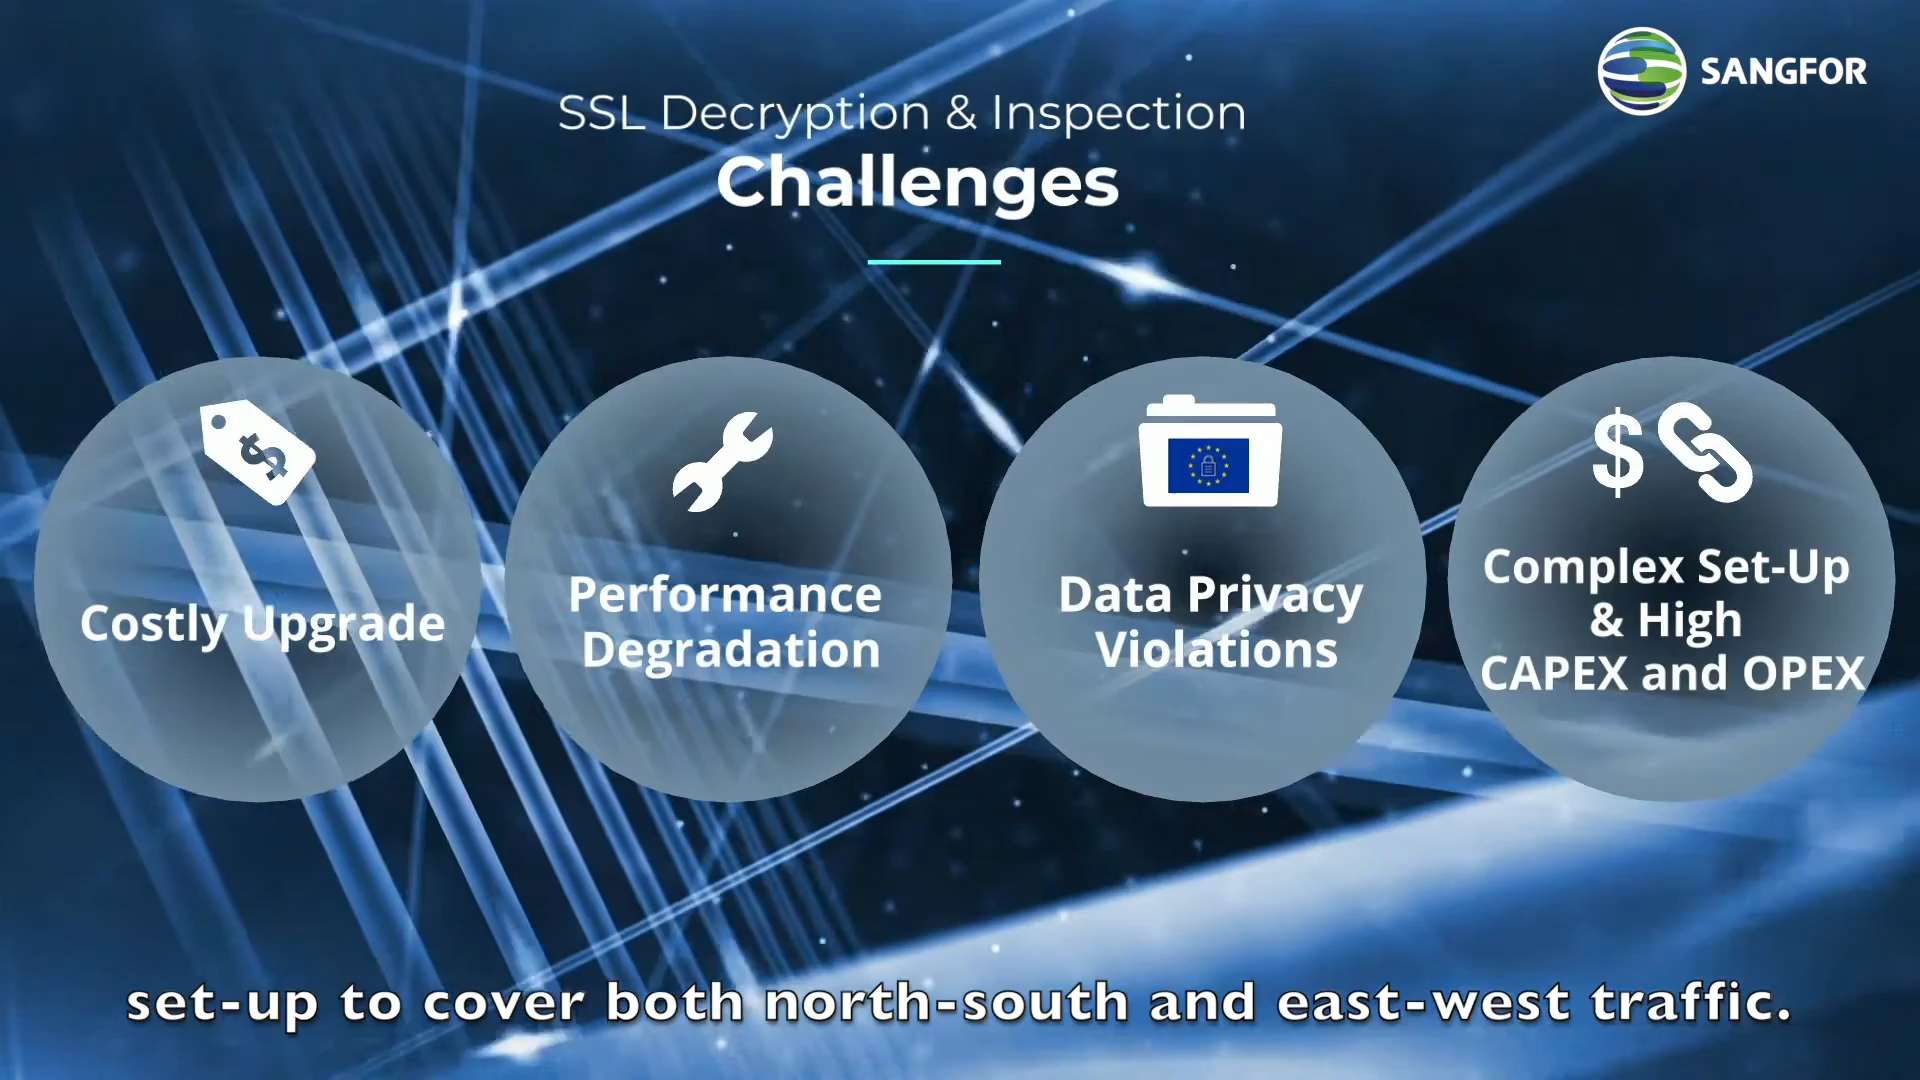 SANGFOR
SSL Decryption & Inspection
Challenges
$
Costly Upgrade
Performance
Degradation
Data Privacy
Violations
$
Complex Set-Up
& High
CAPEX and OPEX
set-up to cover both north-south and east-west traffic.